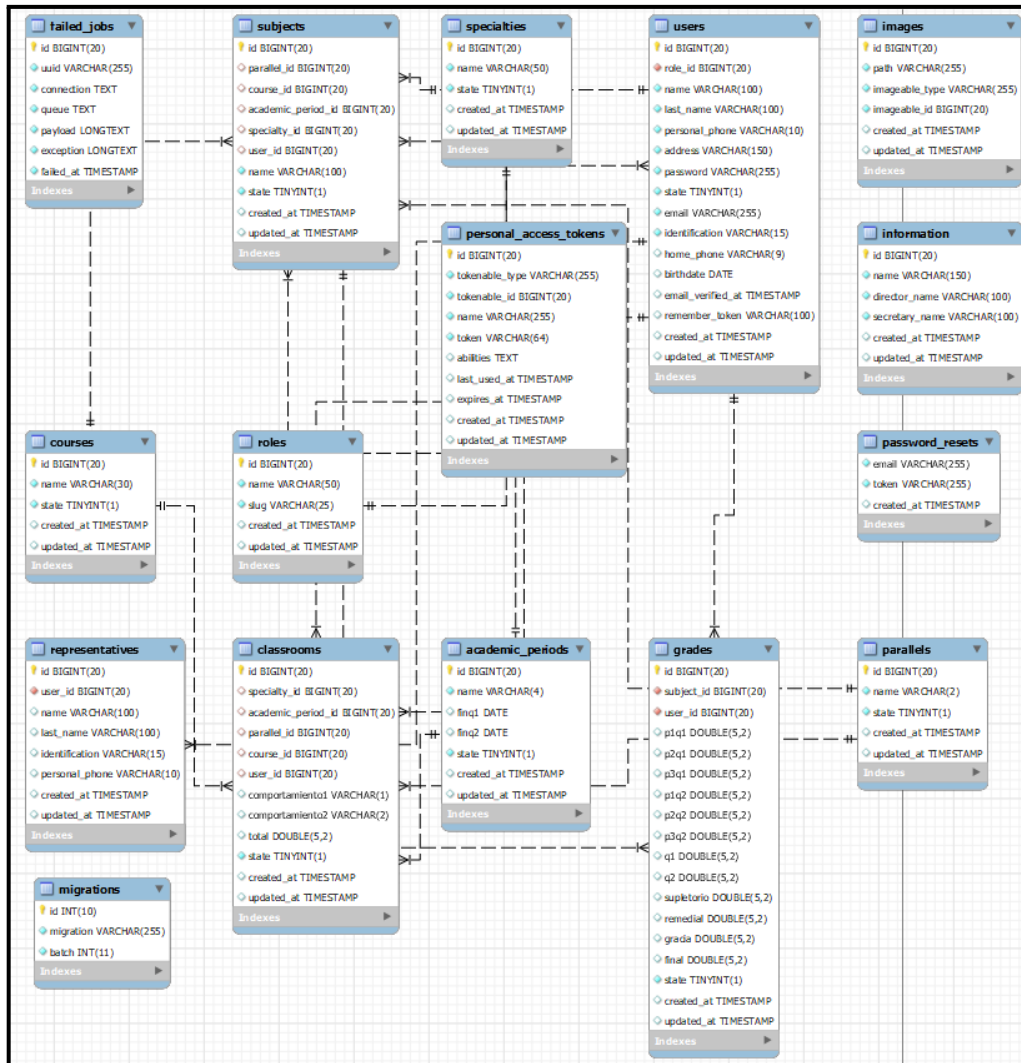 failed_jobs
id BIGINT(20)
uuid VARCHAR(255)
connection TEXT
queue TEXT
payload LONGTEXT
exception LONGTEXT
failed_at TIMESTAMP
Indexes
subjects
id BIGINT(20)
parallel_id BIGINT(20)
course_id BIGINT(20)
academic_period_id BIGINT(20)
specialty_id BIGINT(20)
user_id BIGINT(20)
name VARCHAR(100)
state TINYINT(1)
created_at TIMESTAMP
updated_at TIMESTAMP
Indexes
specialties
id BIGINT(20)
name VARCHAR(50)
state TINYINT(1)
created_at TIMESTAMP
updated_at TIMESTAMP
Indexes
users
id BIGINT(20)
role_id BIGINT(20)
name VARCHAR(100)
last_name VARCHAR(100)
personal_phone VARCHAR(10)
address VARCHAR(150)
password VARCHAR(255)
state TINYINT(1)
email VARCHAR(255)
identification VARCHAR(15)
home_phone VARCHAR(9)
birthdate DATE
email_verified_at TIMESTAMP
remember_token VARCHAR(100)
created_at TIMESTAMP
updated_at TIMESTAMP
Indexes
images
id BIGINT(20)
path VARCHAR(255)
imageable_type VARCHAR(255)
imageable_id BIGINT(20)
created_at TIMESTAMP
updated_at TIMESTAMP
Indexes
personal_access_tokens
id BIGINT(20)
tokenable_type VARCHAR(255)
tokenable_id BIGINT(20)
name VARCHAR(255)
token VARCHAR(64)
abilities TEXT
last_used_at TIMESTAMP
expires_at TIMESTAMP
created_at TIMESTAMP
updated_at TIMESTAMP
Indexes
information
id BIGINT(20)
name VARCHAR(150)
director_name VARCHAR(100)
secretary_name VARCHAR(100)
created_at TIMESTAMP
updated_at TIMESTAMP
Indexes
courses
id BIGINT(20)
name VARCHAR(30)
state TINYINT(1)
created_at TIMESTAMP
updated_at TIMESTAMP
Indexes
roles
id BIGINT(20)
name VARCHAR(50)
slug VARCHAR(25)
created_at TIMESTAMP
updated_at TIMESTAMP
Indexes
password_resets
email VARCHAR(255)
token VARCHAR(255)
created_at TIMESTAMP
Indexes
representatives
id BIGINT(20)
user_id BIGINT(20)
name VARCHAR(100)
last_name VARCHAR(100)
identification VARCHAR(15)
personal_phone VARCHAR(10)
created_at TIMESTAMP
updated_at TIMESTAMP
Indexes
classrooms
id BIGINT(20)
specialty_id BIGINT(20)
academic_period_id BIGINT(20)
parallel_id BIGINT(20)
course_id BIGINT(20)
user_id BIGINT(20)
comportamiento1 VARCHAR(1)
comportamiento2 VARCHAR(2)
total DOUBLE(5,2)
state TINYINT(1)
created_at TIMESTAMP
updated_at TIMESTAMP
Indexes
academic_periods
id BIGINT(20)
name VARCHAR(4)
finq1 DATE
finq2 DATE
state TINYINT(1)
created_at TIMESTAMP
updated_at TIMESTAMP
Indexes
grades
id BIGINT(20)
subject_id BIGINT(20)
user_id BIGINT(20)
p1q1 DOUBLE(5,2)
p2q1 DOUBLE(5,2)
p3q1 DOUBLE(5,2)
p1q2 DOUBLE(5,2)
p2q2 DOUBLE(5,2)
p3q2 DOUBLE(5,2)
q1 DOUBLE(5,2)
q2 DOUBLE(5,2)
supletorio DOUBLE(5,2)
remedial DOUBLE(5,2)
gracia DOUBLE(5,2)
final DOUBLE(5,2)
state TINYINT(1)
created_at TIMESTAMP
updated_at TIMESTAMP
Indexes
parallels
id BIGINT(20)
name VARCHAR(2)
state TINYINT(1)
created_at TIMESTAMP
updated_at TIMESTAMP
Indexes
migrations
id INT(10)
migration VARCHAR(255)
batch INT(11)
Indexes